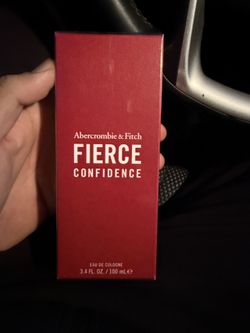 Abercrombie & Fitch
FIERCE
CONFIDENCE
EAU DE COLOGNE
3.4 FL. OZ. / 100 mL ℮